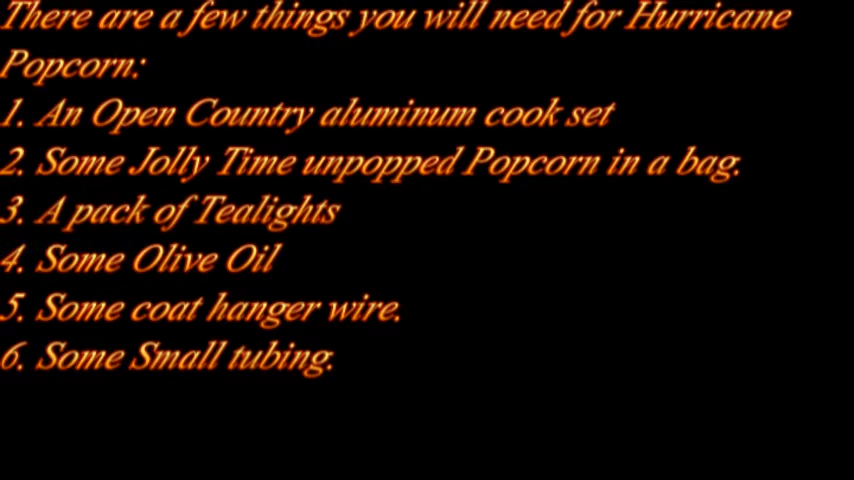 There are a few things you will need for Hurricane
Popcorn:
1. An Open Country aluminum cook set
2. Some Jolly Time unpopped Popcorn in a bag.
3. A pack of Tealights
4. Some Olive Oil
5. Some coat hanger wire.
6. Some Small tubing.